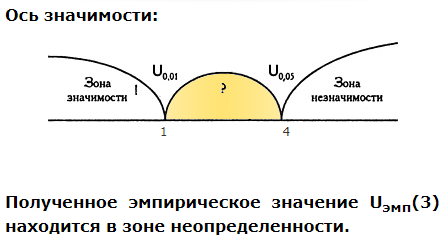 Ось значимости:
U0,01 U0,05
Зона ? Зона
значимости ! незначимости
1 4
Полученное эмпирическое значение Uэмп(3)
находится в зоне неопределенности.